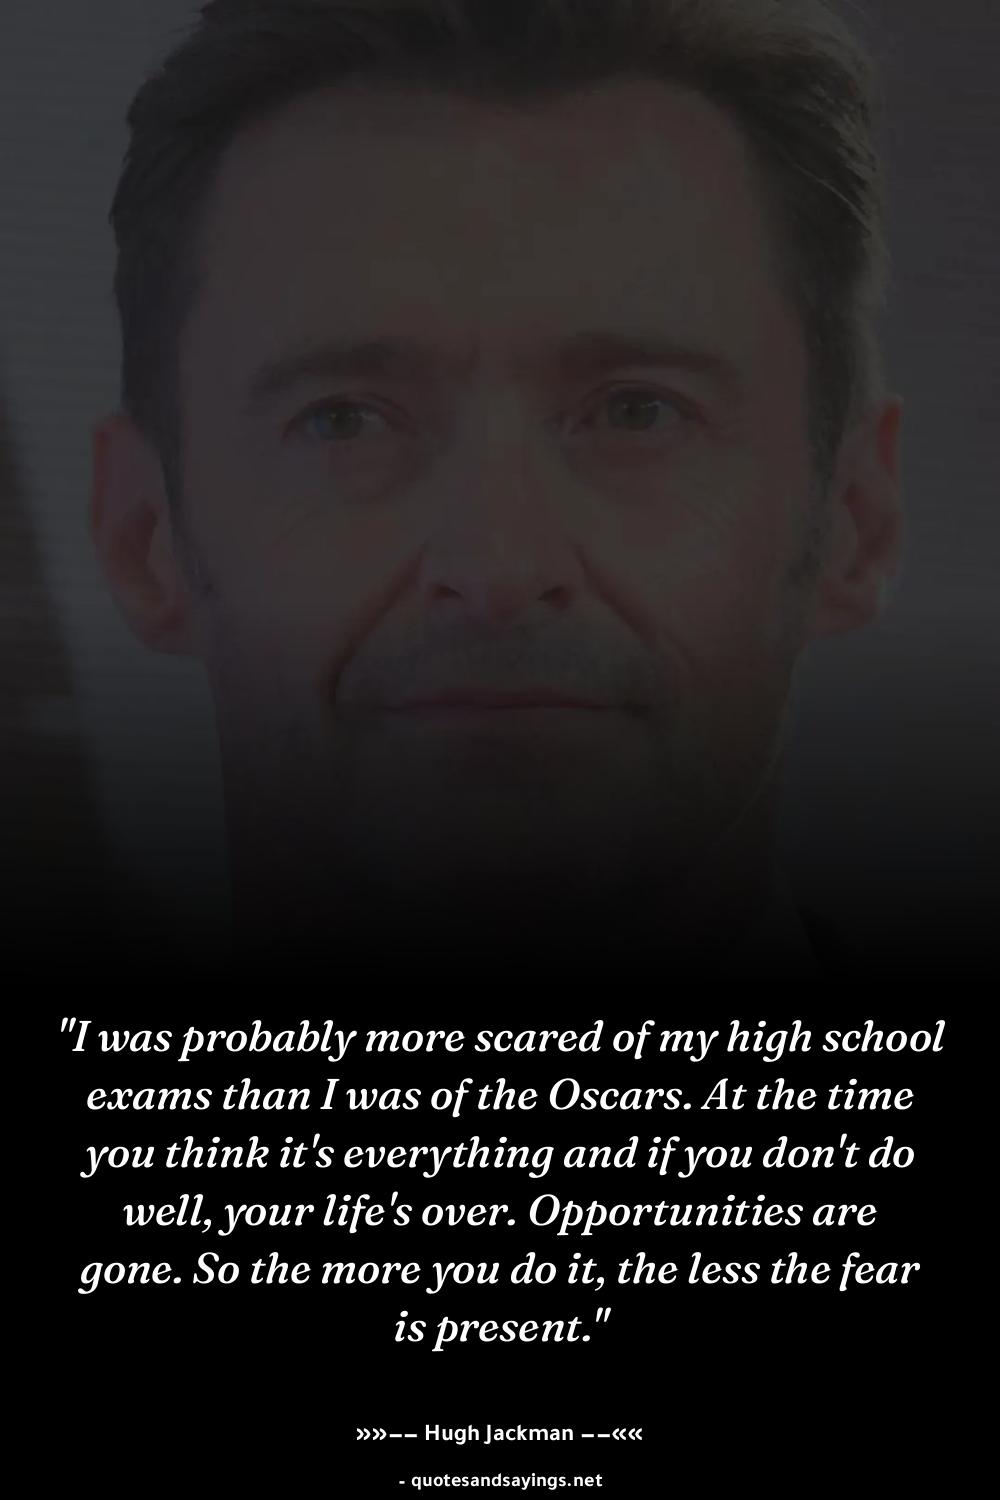 "I was probably more scared of my high school
exams than I was of the Oscars. At the time
you think it's everything and if you don't do
well, your life's over. Opportunities are
gone. So the more you do it, the less the fear
is present."
»»−− Hugh Jackman −−««
- quotesandsayings.net